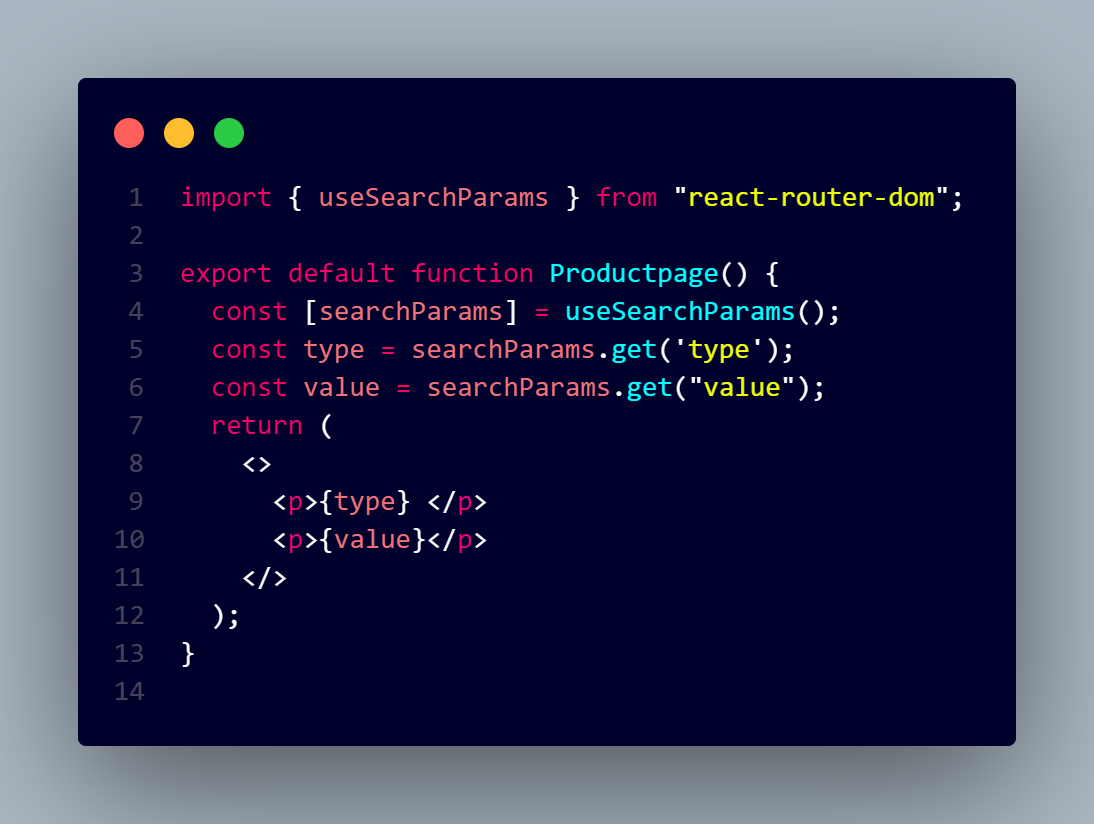 1 import { useSearchParams } from "react-router-dom";
2
3 export default function Productpage() {
4   const [searchParams] = useSearchParams();
5   const type = searchParams.get('type');
6   const value = searchParams.get("value");
7   return (
8     <>
9       <p>{type} </p>
10       <p>{value}</p>
11     </>
12   );
13 }
14